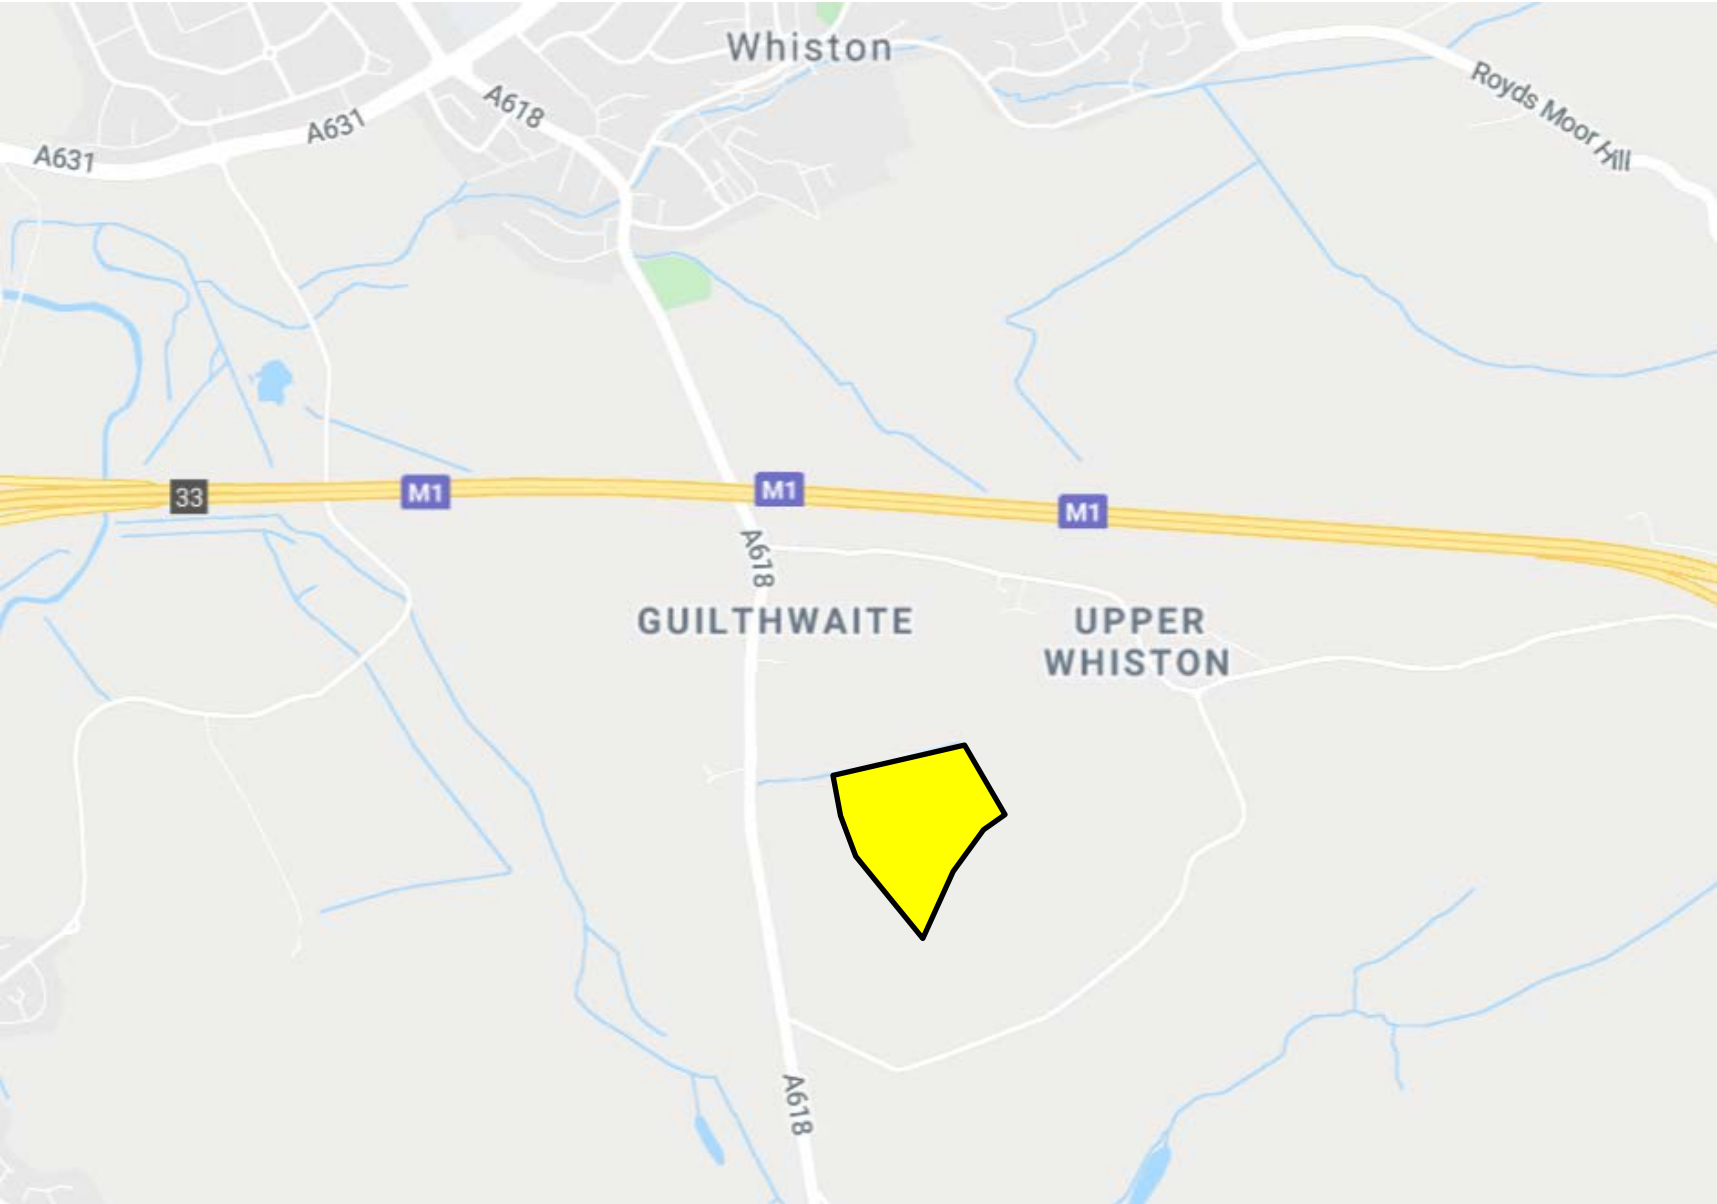 Whiston
Royds Moor Hill
A618
A631
A631
33
M1
M1
M1
A618
GUILTHWAITE
UPPER
WHISTON
A618